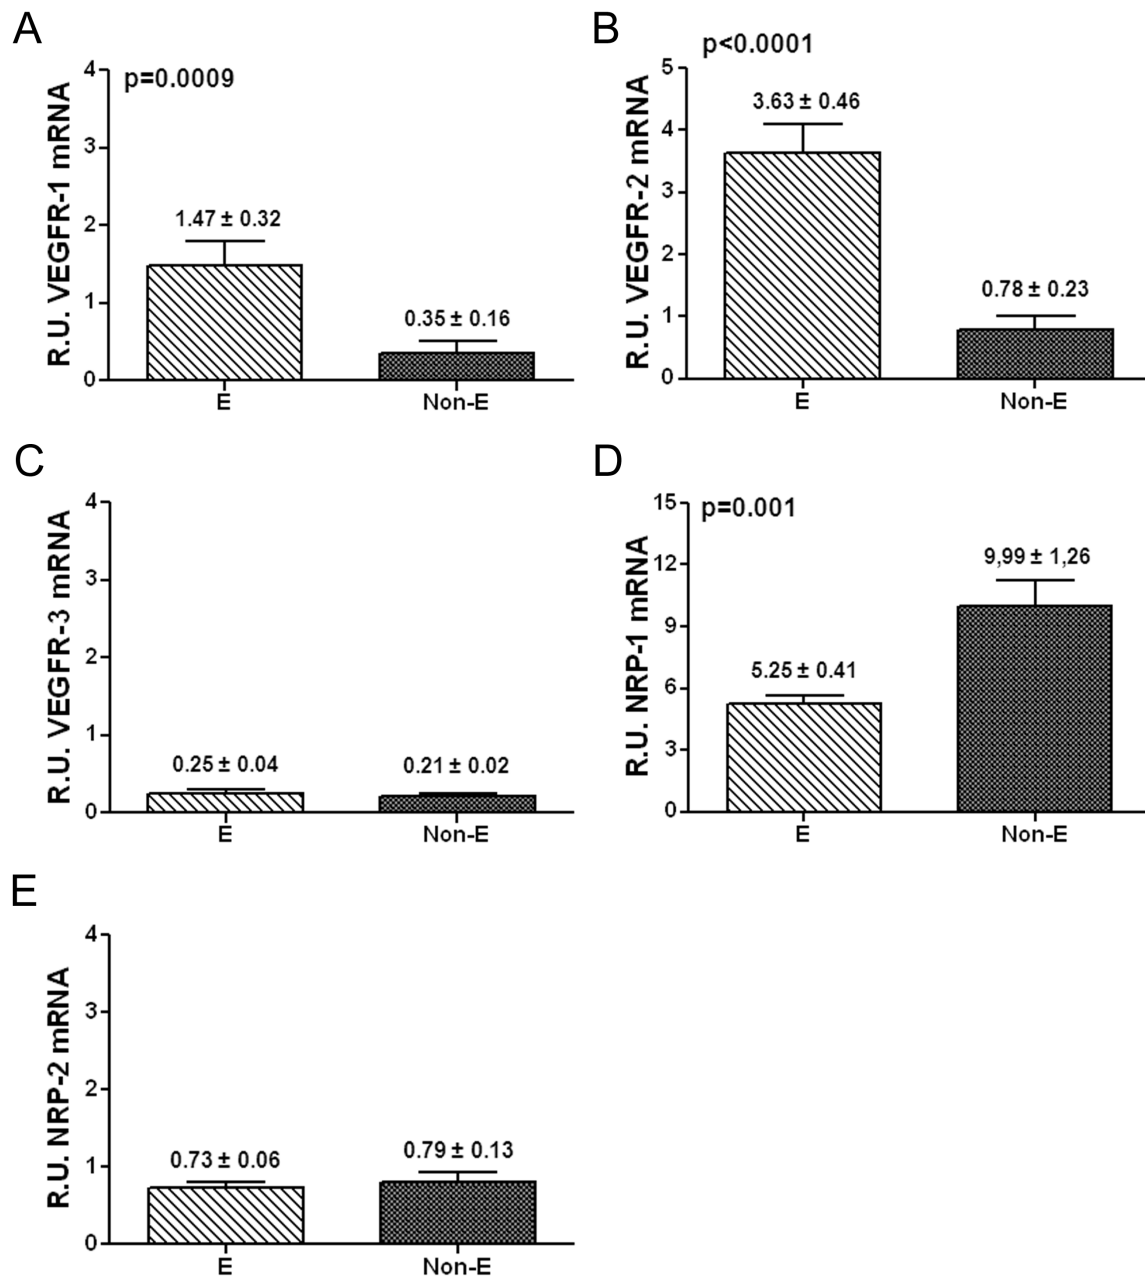 A
p=0.0009
R.U. VEGFR-1 mRNA
4
3
2
1
0
1.47 ± 0.32
0.35 ± 0.16
E
Non-E
B
p<0.0001
R.U. VEGFR-2 mRNA
5
4
3
2
1
0
3.63 ± 0.46
0.78 ± 0.23
E
Non-E
C
R.U. VEGFR-3 mRNA
4
3
2
1
0
0.25 ± 0.04
0.21 ± 0.02
E
Non-E
D
p=0.001
R.U. NRP-1 mRNA
15
12
9
6
3
0
5.25 ± 0.41
9,99 ± 1,26
E
Non-E
E
R.U. NRP-2 mRNA
4
3
2
1
0
0.73 ± 0.06
0.79 ± 0.13
E
Non-E